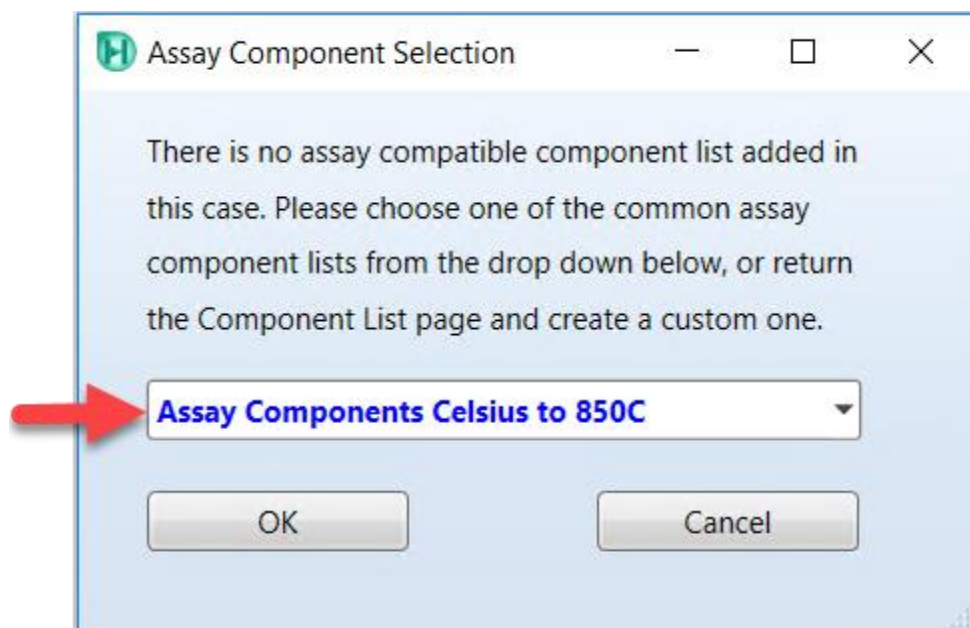 Assay Component Selection
There is no assay compatible component list added in
this case. Please choose one of the common assay
component lists from the drop down below, or return
the Component List page and create a custom one.
Assay Components Celsius to 850C
OK
Cancel